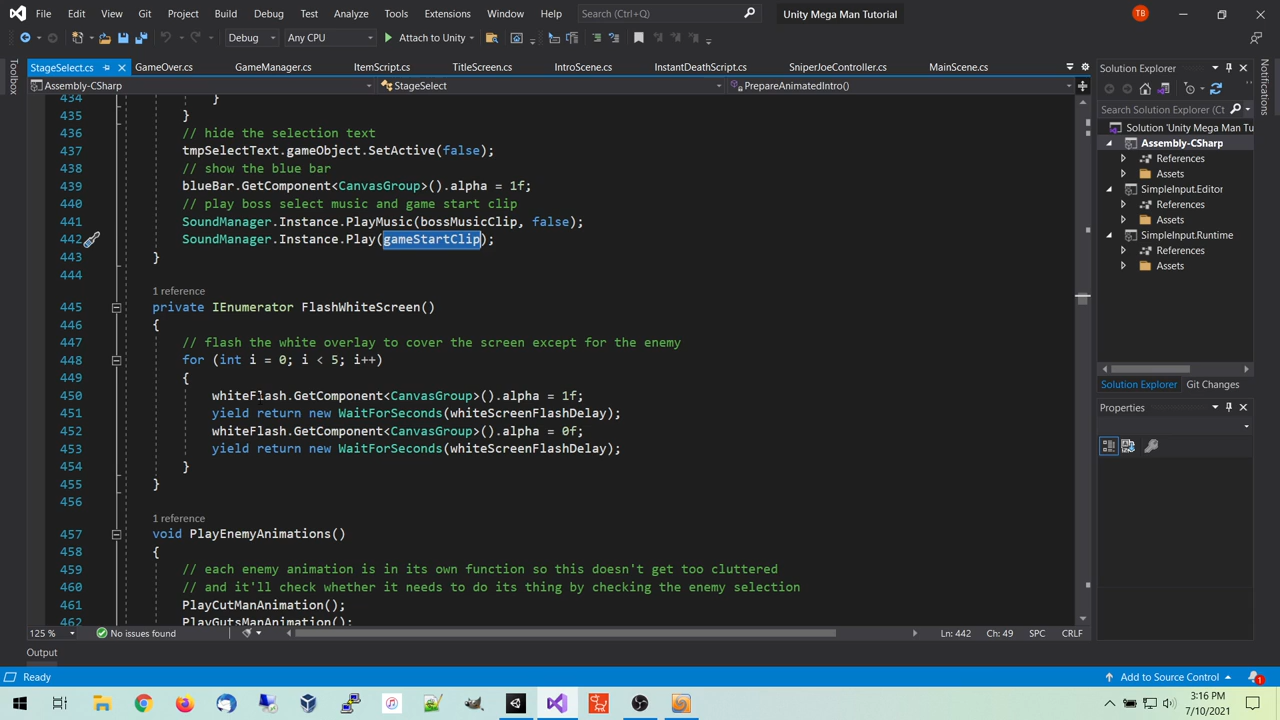 File Edit View Git Project Build Debug Test Analyze Tools Extensions Window Help Search (Ctrl+Q) Unity Mega Man Tutorial TB
Debug Any CPU Attach to Unity
Toolbox
StageSelect.cs GameOver.cs GameManager.cs ItemScript.cs TitleScreen.cs IntroScene.cs InstantDeathScript.cs SniperJoeController.cs MainScene.cs
Assembly-CSharp StageSelect PrepareAnimatedIntro()
434 }
435 }
436 // hide the selection text
437 tmpSelectText.gameObject.SetActive(false);
438 // show the blue bar
439 blueBar.GetComponent<CanvasGroup>().alpha = 1f;
440 // play boss select music and game start clip
441 SoundManager.Instance.PlayMusic(bossMusicClip, false);
442 SoundManager.Instance.Play(gameStartClip);
443 }
444
1 reference
445 private IEnumerator FlashWhiteScreen()
446 {
447 // flash the white overlay to cover the screen except for the enemy
448 for (int i = 0; i < 5; i++)
449 {
450 whiteFlash.GetComponent<CanvasGroup>().alpha = 1f;
451 yield return new WaitForSeconds(whiteScreenFlashDelay);
452 whiteFlash.GetComponent<CanvasGroup>().alpha = 0f;
453 yield return new WaitForSeconds(whiteScreenFlashDelay);
454 }
455 }
456
1 reference
457 void PlayEnemyAnimations()
458 {
459 // each enemy animation is in its own function so this doesn't get too cluttered
460 // and it'll check whether it needs to do its thing by checking the enemy selection
461 PlayCutManAnimation();
462 PlayGutsManAnimation();
125 % No issues found Ln: 442 Ch: 49 SPC CRLF
Output
Solution Explorer
Search Solution Explorer (Ct
Solution 'Unity Mega Man Tu
Assembly-CSharp
References
Assets
SimpleInput.Editor
References
Assets
SimpleInput.Runtime
References
Assets
Solution Explorer Git Changes
Properties
Notifications
Ready Add to Source Control 1
3:16 PM
7/10/2021